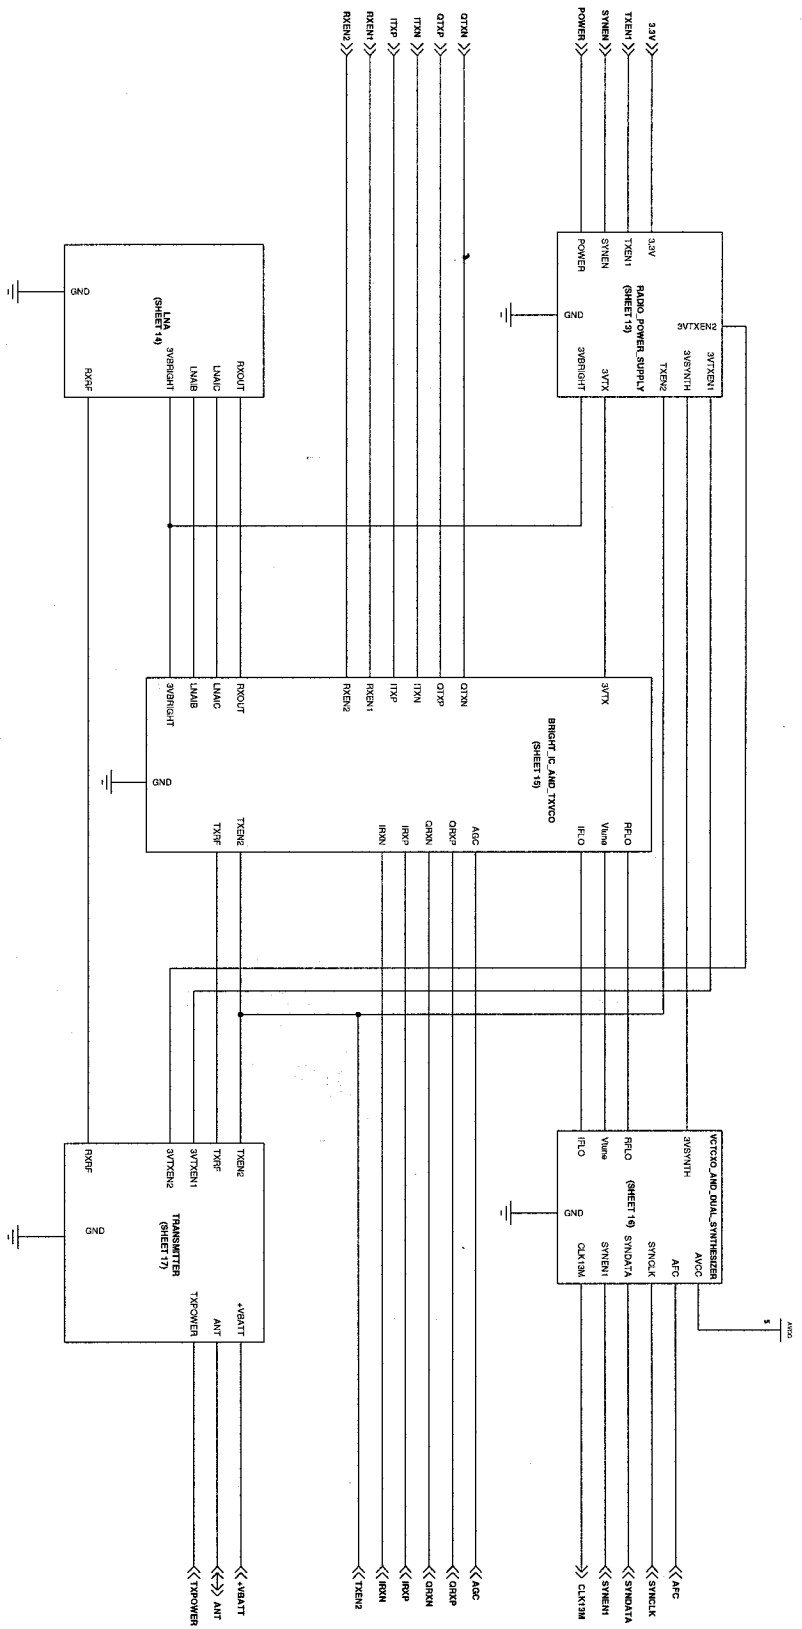 3.3V
TXEN1
SYNEN
POWER
3.3V
TXEN1
SYNEN
POWER
RADIO_POWER_SUPPLY
(SHEET 13)
GND
3VTXEN2
3VTXEN1
3VSYNTH
TXEN2
3VTX
3VBRIGHT
QTXN
QTXP
ITXN
ITXP
RXEN1
RXEN2
LNA
(SHEET 14)
GND
RXOUT
LNAIC
LNAIB
3VBRIGHT
RXRF
3VTX
QTXN
QTXP
ITXN
ITXP
RXEN1
RXEN2
RXOUT
LNAIC
LNAIB
3VBRIGHT
BRIGHT_IC_AND_TXVCO
(SHEET 15)
GND
RFLO
Vtune
IFLO
AGC
QRXP
QRXN
IRXP
IRXN
TXEN2
TXRF
VCTCXO_AND_DUAL_SYNTHESIZER
(SHEET 16)
3VSYNTH
RFLO
Vtune
IFLO
GND
AVCC
AFC
SYNCLK
SYNDATA
SYNEN1
CLK13M
TRANSMITTER
(SHEET 17)
TXEN2
TXRF
3VTXEN1
3VTXEN2
RXRF
GND
+VBATT
ANT
TXPOWER
AFC
SYNCLK
SYNDATA
SYNEN1
CLK13M
AGC
QRXP
QRXN
IRXP
IRXN
TXEN2
+VBATT
ANT
TXPOWER